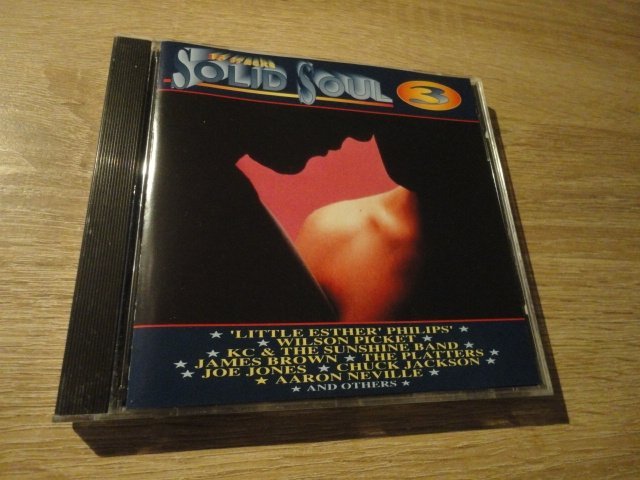 SOLID SOUL 3
'LITTLE ESTHER' PHILIPS'
WILSON PICKET
KC & THE SUNSHINE BAND
JAMES BROWN ★ THE PLATTERS
JOE JONES ★ CHUCK JACKSON
AARON NEVILLE
AND OTHERS